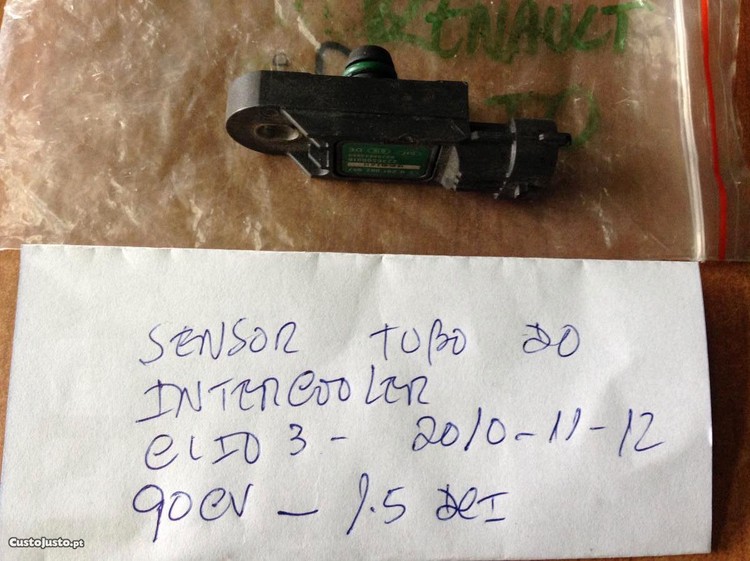 RENAULT
SENSOR TUBO DO
INTERCOOLER
CLIO 3 - 2010-11-12
90CV - 1.5 DCI
CustoJusto.pt